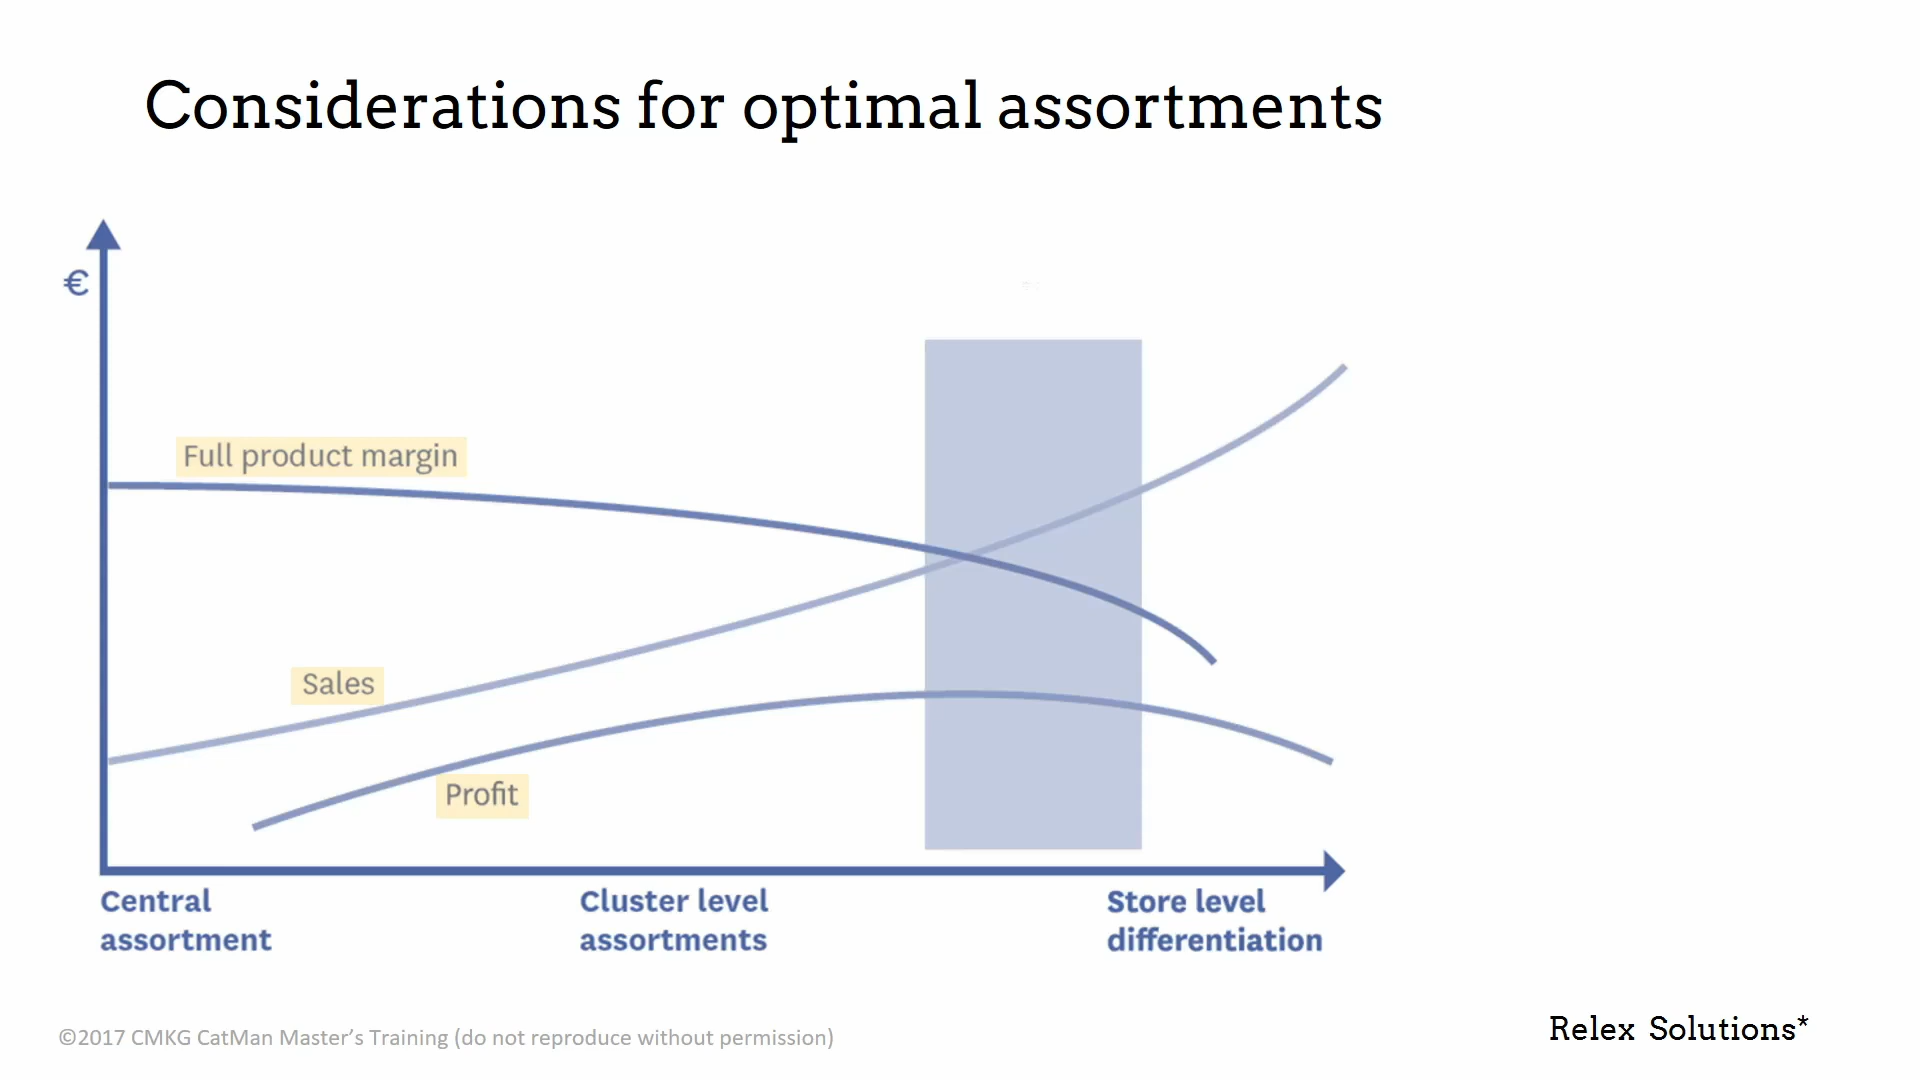 Considerations for optimal assortments
€
Full product margin
Sales
Profit
Central
assortment
Cluster level
assortments
Store level
differentiation
©2017 CMKG CatMan Master’s Training (do not reproduce without permission)
Relex Solutions*